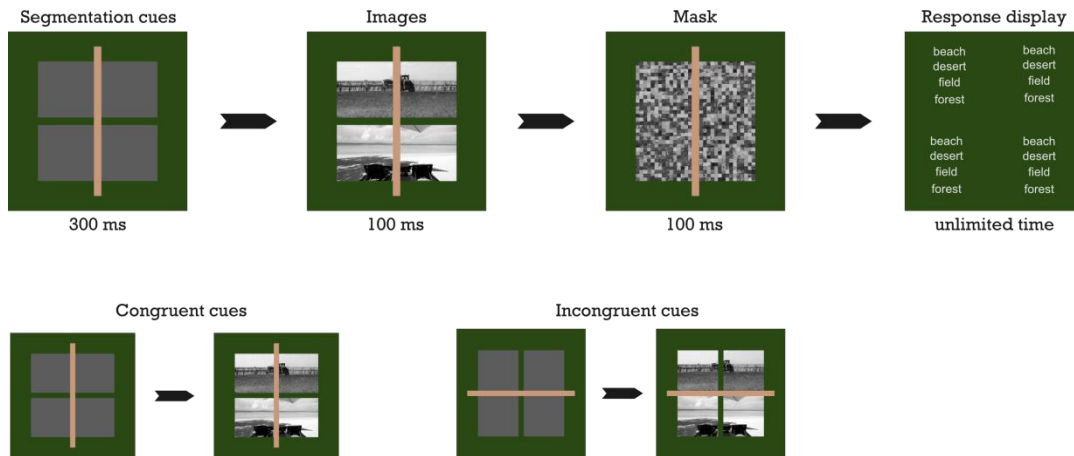 Segmentation cues
Images
Mask
Response display
beach beach
desert desert
field field
forest forest
beach beach
desert desert
field field
forest forest
300 ms
100 ms
100 ms
unlimited time
Congruent cues
Incongruent cues